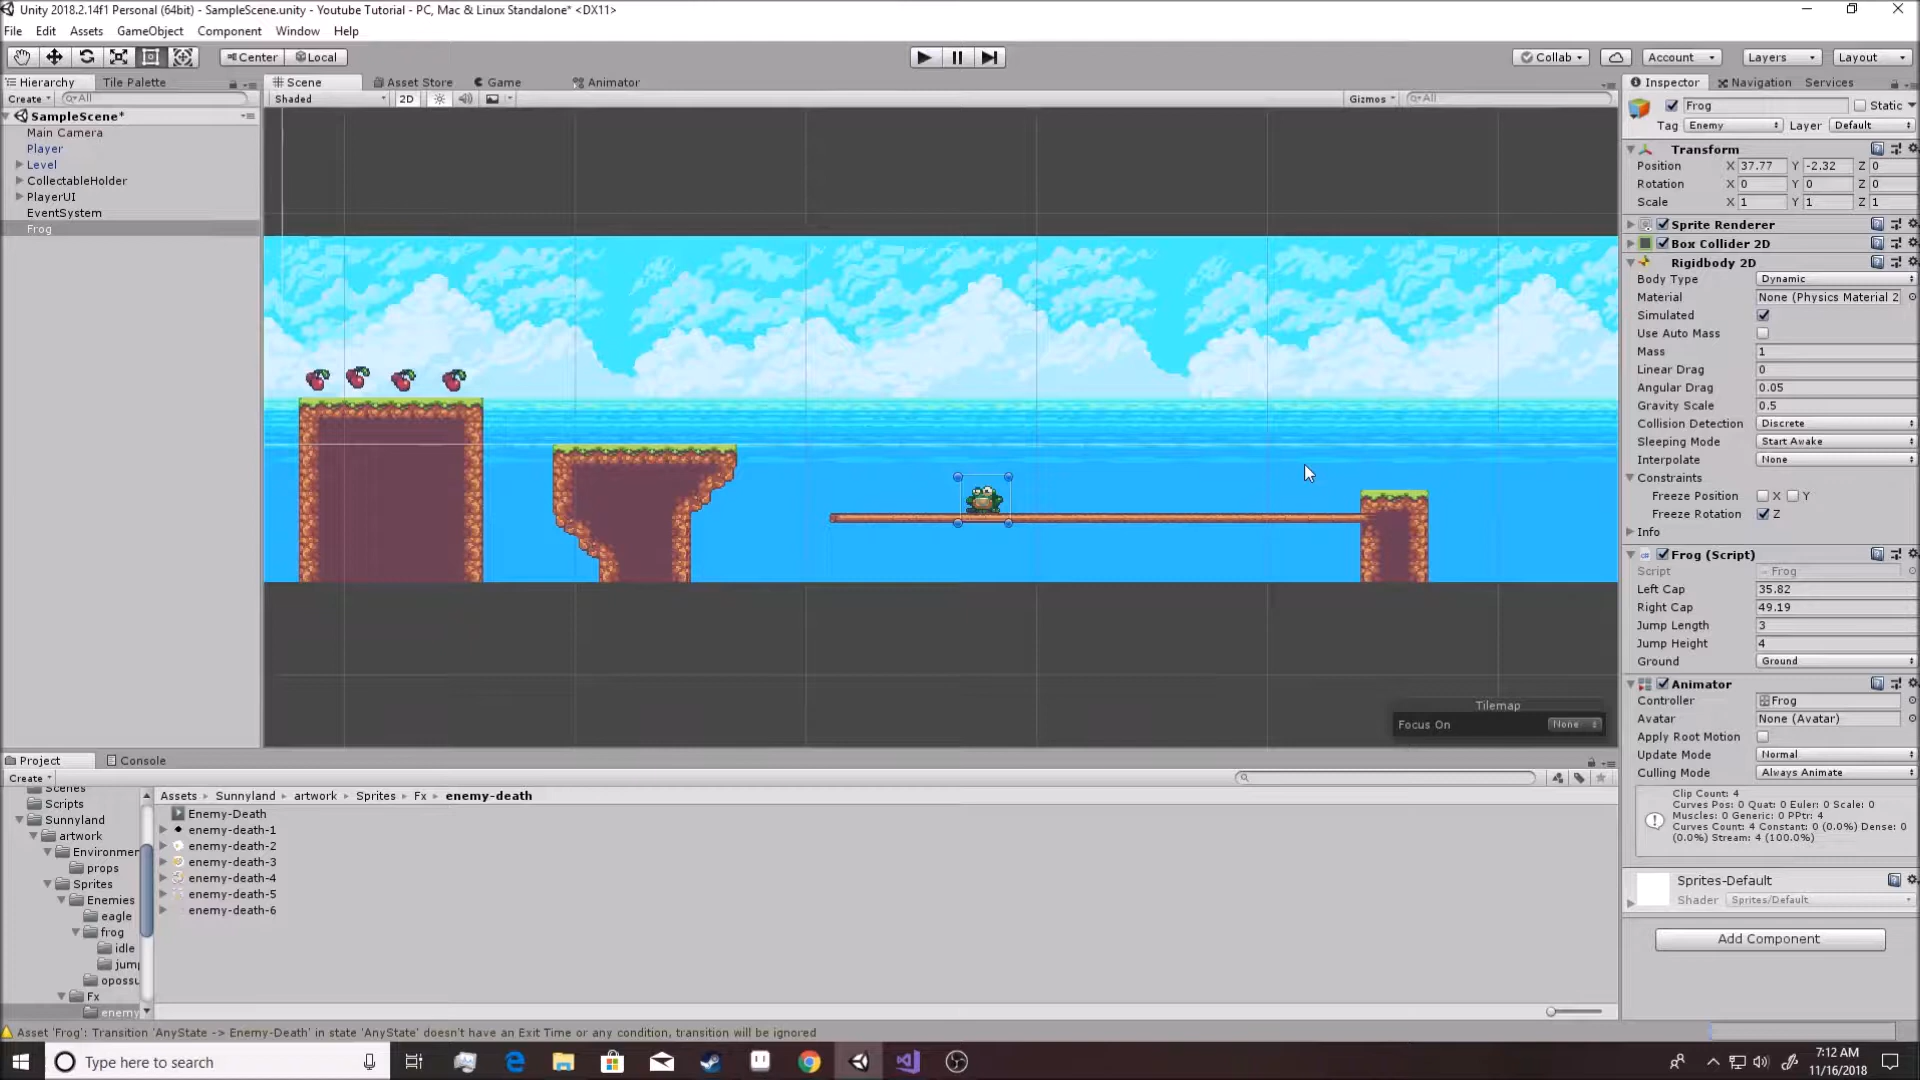 Unity 2018.2.14f1 Personal (64bit) - SampleScene.unity - Youtube Tutorial - PC, Mac & Linux Standalone* <DX11>
File Edit Assets GameObject Component Window Help
Center Local Collab Account Layers Layout
Hierarchy Tile Palette
Create All
SampleScene*
Main Camera
Player
Level
CollectableHolder
PlayerUI
EventSystem
Frog
Scene Asset Store Game Animator
Shaded 2D Gizmos All
Tilemap
Focus On None
Inspector Navigation Services
Frog Static
Tag Enemy Layer Default
Transform
Position X 37.77 Y -2.32 Z 0
Rotation X 0 Y 0 Z 0
Scale X 1 Y 1 Z 1
Sprite Renderer
Box Collider 2D
Rigidbody 2D
Body Type Dynamic
Material None (Physics Material 2
Simulated
Use Auto Mass
Mass 1
Linear Drag 0
Angular Drag 0.05
Gravity Scale 0.5
Collision Detection Discrete
Sleeping Mode Start Awake
Interpolate None
Constraints
Freeze Position X Y
Freeze Rotation Z
Info
Frog (Script)
Script Frog
Left Cap 35.82
Right Cap 49.19
Jump Length 3
Jump Height 4
Ground Ground
Animator
Controller Frog
Avatar None (Avatar)
Apply Root Motion
Update Mode Normal
Culling Mode Always Animate
Clip Count: 4
Curves Pos: 0 Quat: 0 Euler: 0 Scale: 0
Muscles: 0 Generic: 0 PPtr: 4
Curves Count: 4 Constant: 0 (0.0%) Dense: 0
(0.0%) Stream: 4 (100.0%)
Sprites-Default
Shader Sprites/Default
Add Component
Project Console
Create
Scenes
Scripts
Sunnyland
artwork
Environmer
props
Sprites
Enemies
eagle
frog
idle
jump
opossu
Fx
enemy
Assets Sunnyland artwork Sprites Fx enemy-death
Enemy-Death
enemy-death-1
enemy-death-2
enemy-death-3
enemy-death-4
enemy-death-5
enemy-death-6
Asset 'Frog': Transition 'AnyState -> Enemy-Death' in state 'AnyState' doesn't have an Exit Time or any condition, transition will be ignored
Type here to search
7:12 AM
11/16/2018